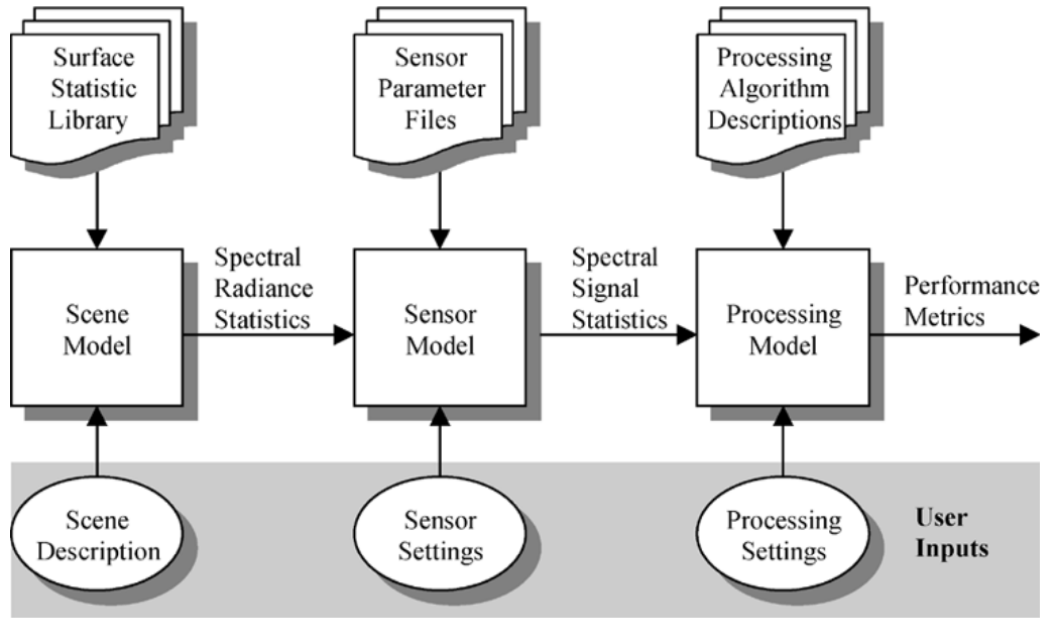 Surface
Statistic
Library
Sensor
Parameter
Files
Processing
Algorithm
Descriptions
Scene
Model
Spectral
Radiance
Statistics
Sensor
Model
Spectral
Signal
Statistics
Processing
Model
Performance
Metrics
Scene
Description
Sensor
Settings
Processing
Settings
User
Inputs